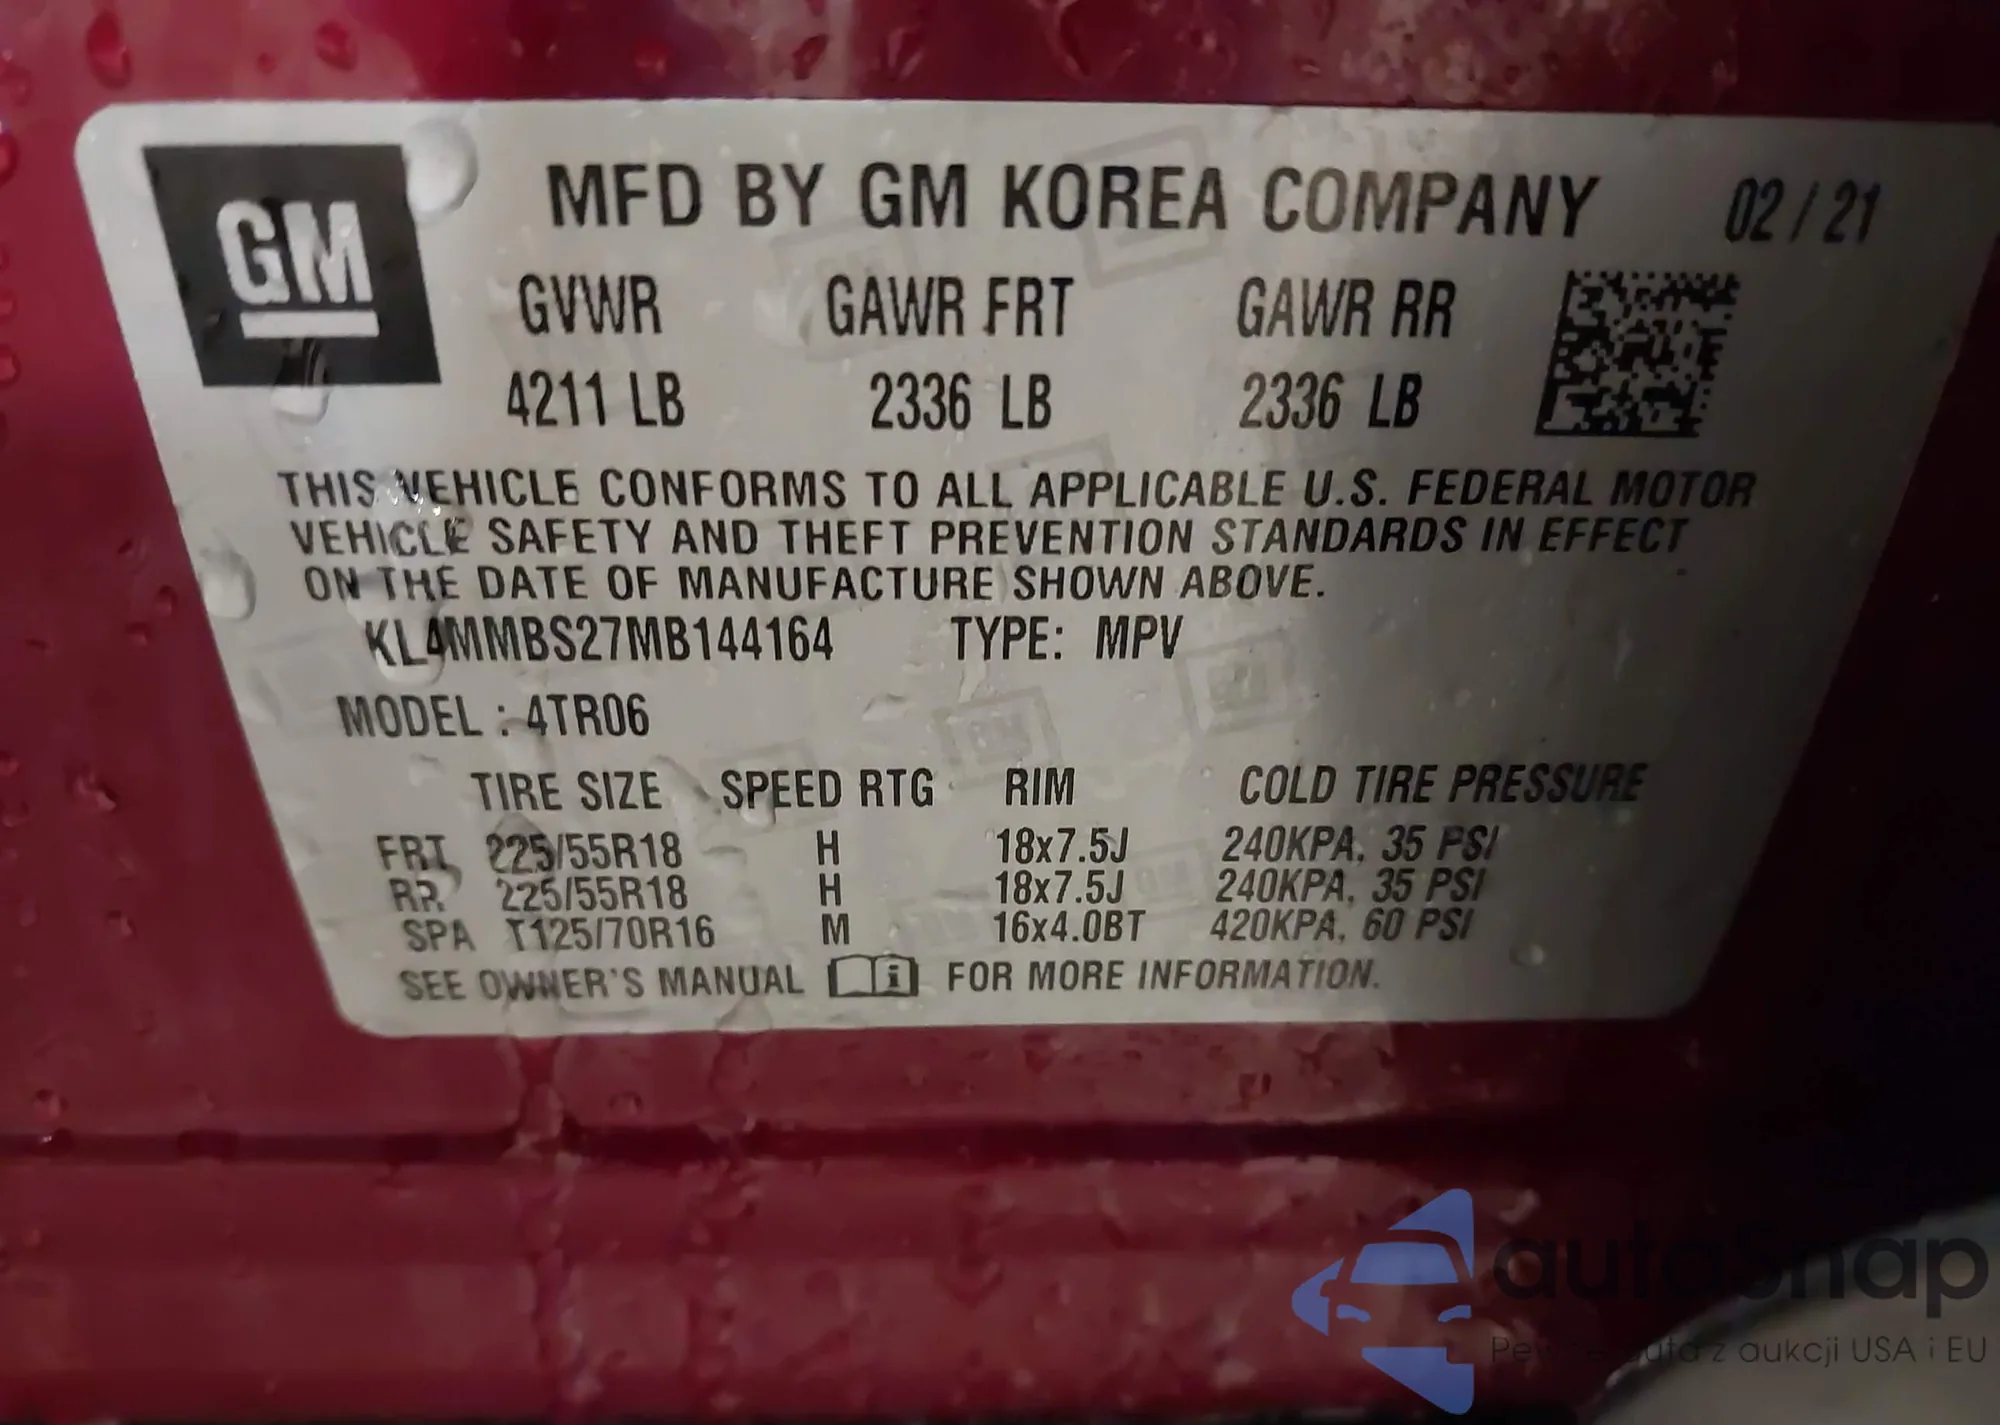 GM
MFD BY GM KOREA COMPANY 02/21
GVWR GAWR FRT GAWR RR
4211 LB 2336 LB 2336 LB
THIS VEHICLE CONFORMS TO ALL APPLICABLE U.S. FEDERAL MOTOR
VEHICLE SAFETY AND THEFT PREVENTION STANDARDS IN EFFECT
ON THE DATE OF MANUFACTURE SHOWN ABOVE.
KL4MMBS27MB144164 TYPE: MPV
MODEL : 4TR06
TIRE SIZE SPEED RTG RIM COLD TIRE PRESSURE
FRT 225/55R18 H 18x7.5J 240KPA, 35 PSI
RR 225/55R18 H 18x7.5J 240KPA, 35 PSI
SPA T125/70R16 M 16x4.0BT 420KPA, 60 PSI
SEE OWNER'S MANUAL i FOR MORE INFORMATION.
autaSnap
Pewne auta z aukcji USA i EU